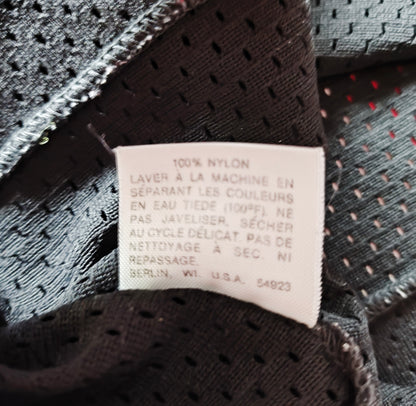 100% NYLON
LAVER À LA MACHINE EN
SÉPARANT LES COULEURS
EN EAU TIEDE (100°F). NE
PAS JAVELISER, SÉCHER
AU CYCLE DÉLICAT. PAS DE
NETTOYAGE À SEC. NI
REPASSAGE.
BERLIN, WI. U.S.A. 54923